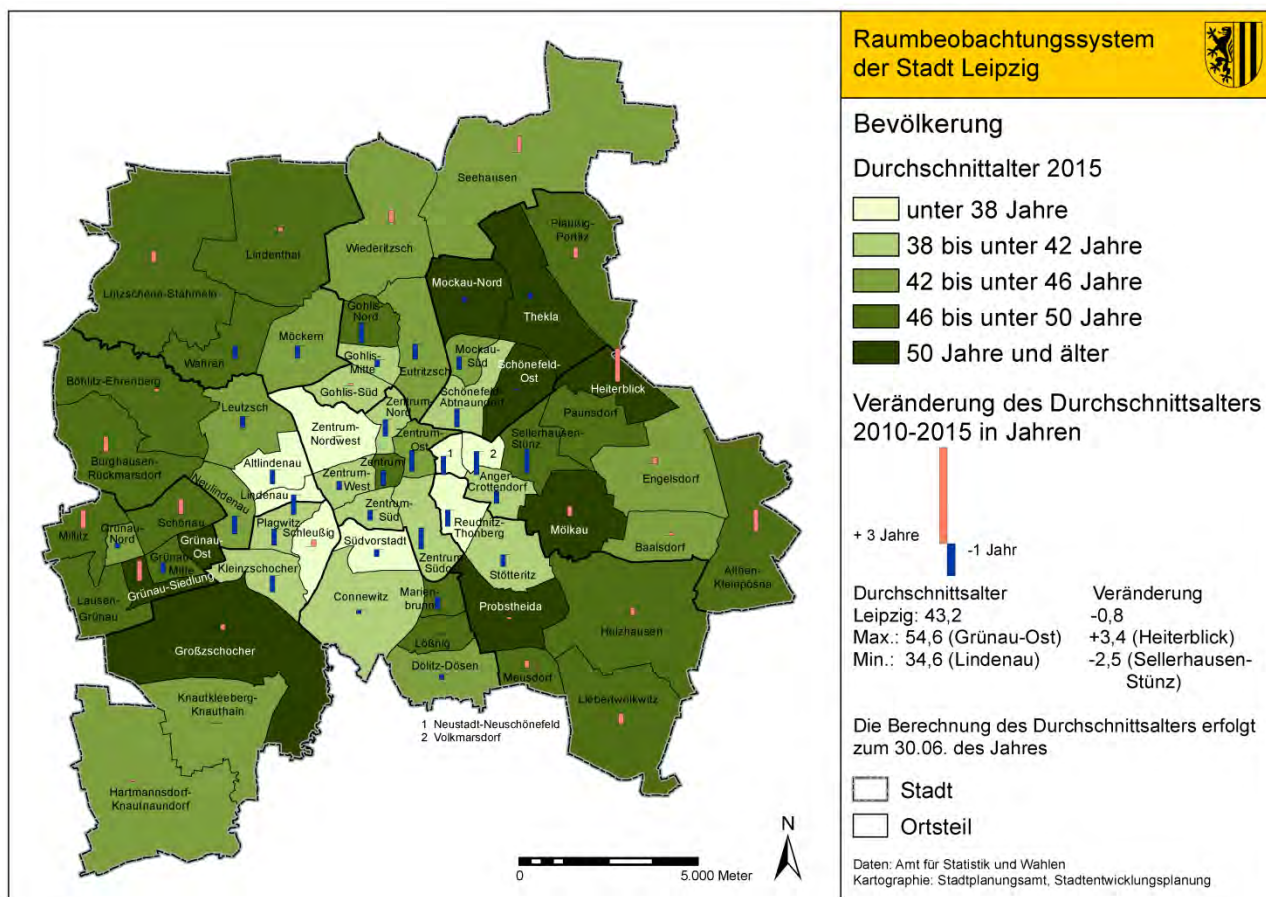 Raumbeobachtungssystem
der Stadt Leipzig
Bevölkerung
Durchschnittalter 2015
unter 38 Jahre
38 bis unter 42 Jahre
42 bis unter 46 Jahre
46 bis unter 50 Jahre
50 Jahre und älter
Veränderung des Durchschnittsalters
2010-2015 in Jahren
+ 3 Jahre
-1 Jahr
Durchschnittsalter Veränderung
Leipzig: 43,2 -0,8
Max.: 54,6 (Grünau-Ost) +3,4 (Heiterblick)
Min.: 34,6 (Lindenau) -2,5 (Sellerhausen-
Stünz)
Die Berechnung des Durchschnittsalters erfolgt
zum 30.06. des Jahres
Stadt
Ortsteil
Daten: Amt für Statistik und Wahlen
Kartographie: Stadtplanungsamt, Stadtentwicklungsplanung
Seehausen
Wiederitzsch
Lindenthal
Plaußig-
Portitz
Lützschena-Stahmeln
Mockau-Nord
Thekla
Gohlis-
Nord
Möckern
Wahren
Gohlis-
Mitte
Eutritzsch
Mockau-
Süd
Schönefeld-
Ost
Heiterblick
Böhlitz-Ehrenberg
Gohlis-Süd
Schönefeld-
Abtnaundorf
Paunsdorf
Leutzsch
Zentrum-
Nord
Zentrum-
Nordwest
Zentrum-
Ost
Sellerhausen-
Stünz
Burghausen-
Rückmarsdorf
Altlindenau
Zentrum-
West
Zentrum
1
2
Anger-
Crottendorf
Engelsdorf
Neulindenau
Lindenau
Zentrum-
Süd
Reudnitz-
Thonberg
Mölkau
Baalsdorf
Miltitz
Schönau
Grünau-
Nord
Grünau-
Ost
Grünau-
Mitte
Grünau-Siedlung
Plagwitz
Schleußig
Südvorstadt
Zentrum-
Südost
Stötteritz
Althen-
Kleinpösna
Lausen-
Grünau
Kleinzschocher
Connewitz
Marien-
brunn
Probstheida
Holzhausen
Großzschocher
Lößnig
Dölitz-Dösen
Meusdorf
Liebertwolkwitz
Knautkleeberg-
Knauthain
Hartmannsdorf-
Knautnaundorf
1 Neustadt-Neuschönefeld
2 Volkmarsdorf
N
0 5.000 Meter